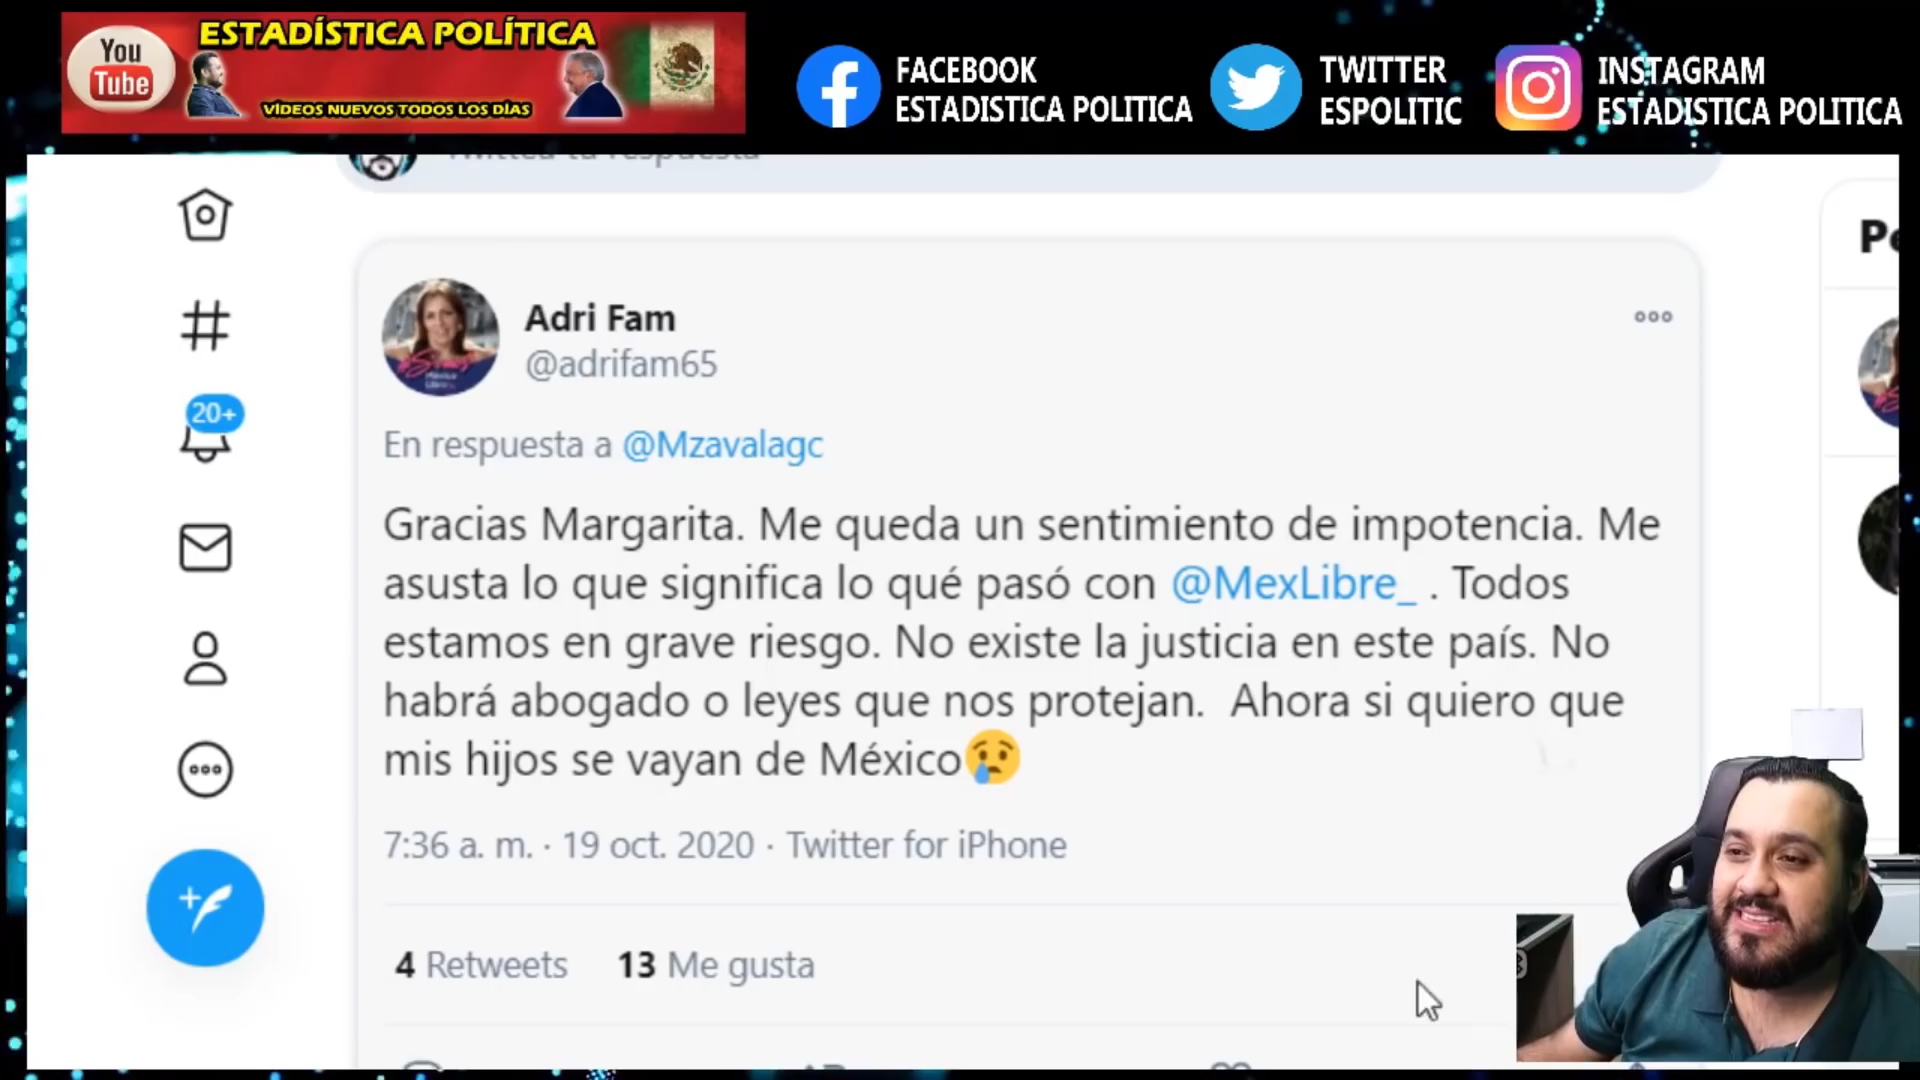 You
Tube
ESTADÍSTICA POLÍTICA
VÍDEOS NUEVOS TODOS LOS DÍAS
FACEBOOK
ESTADISTICA POLITICA
TWITTER
ESPOLITIC
INSTAGRAM
ESTADISTICA POLITICA
Twittea tu respuesta
20+
Adri Fam
@adrifam65
En respuesta a @Mzavalagc
Gracias Margarita. Me queda un sentimiento de impotencia. Me
asusta lo que significa lo qué pasó con @MexLibre_ . Todos
estamos en grave riesgo. No existe la justicia en este país. No
habrá abogado o leyes que nos protejan. Ahora si quiero que
mis hijos se vayan de México😢
7:36 a. m. · 19 oct. 2020 · Twitter for iPhone
4 Retweets 13 Me gusta